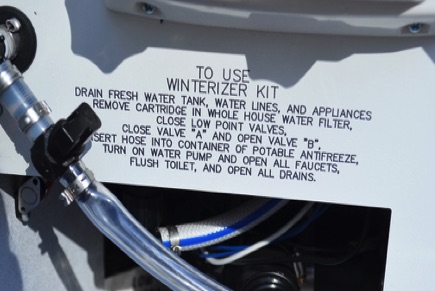 TO USE
WINTERIZER KIT
DRAIN FRESH WATER TANK, WATER LINES, AND APPLIANCES
REMOVE CARTRIDGE IN WHOLE HOUSE WATER FILTER,
CLOSE LOW POINT VALVES,
CLOSE VALVE "A" AND OPEN VALVE "B",
SERT HOSE INTO CONTAINER OF POTABLE ANTIFREEZE,
TURN ON WATER PUMP AND OPEN ALL FAUCETS,
FLUSH TOILET, AND OPEN ALL DRAINS.